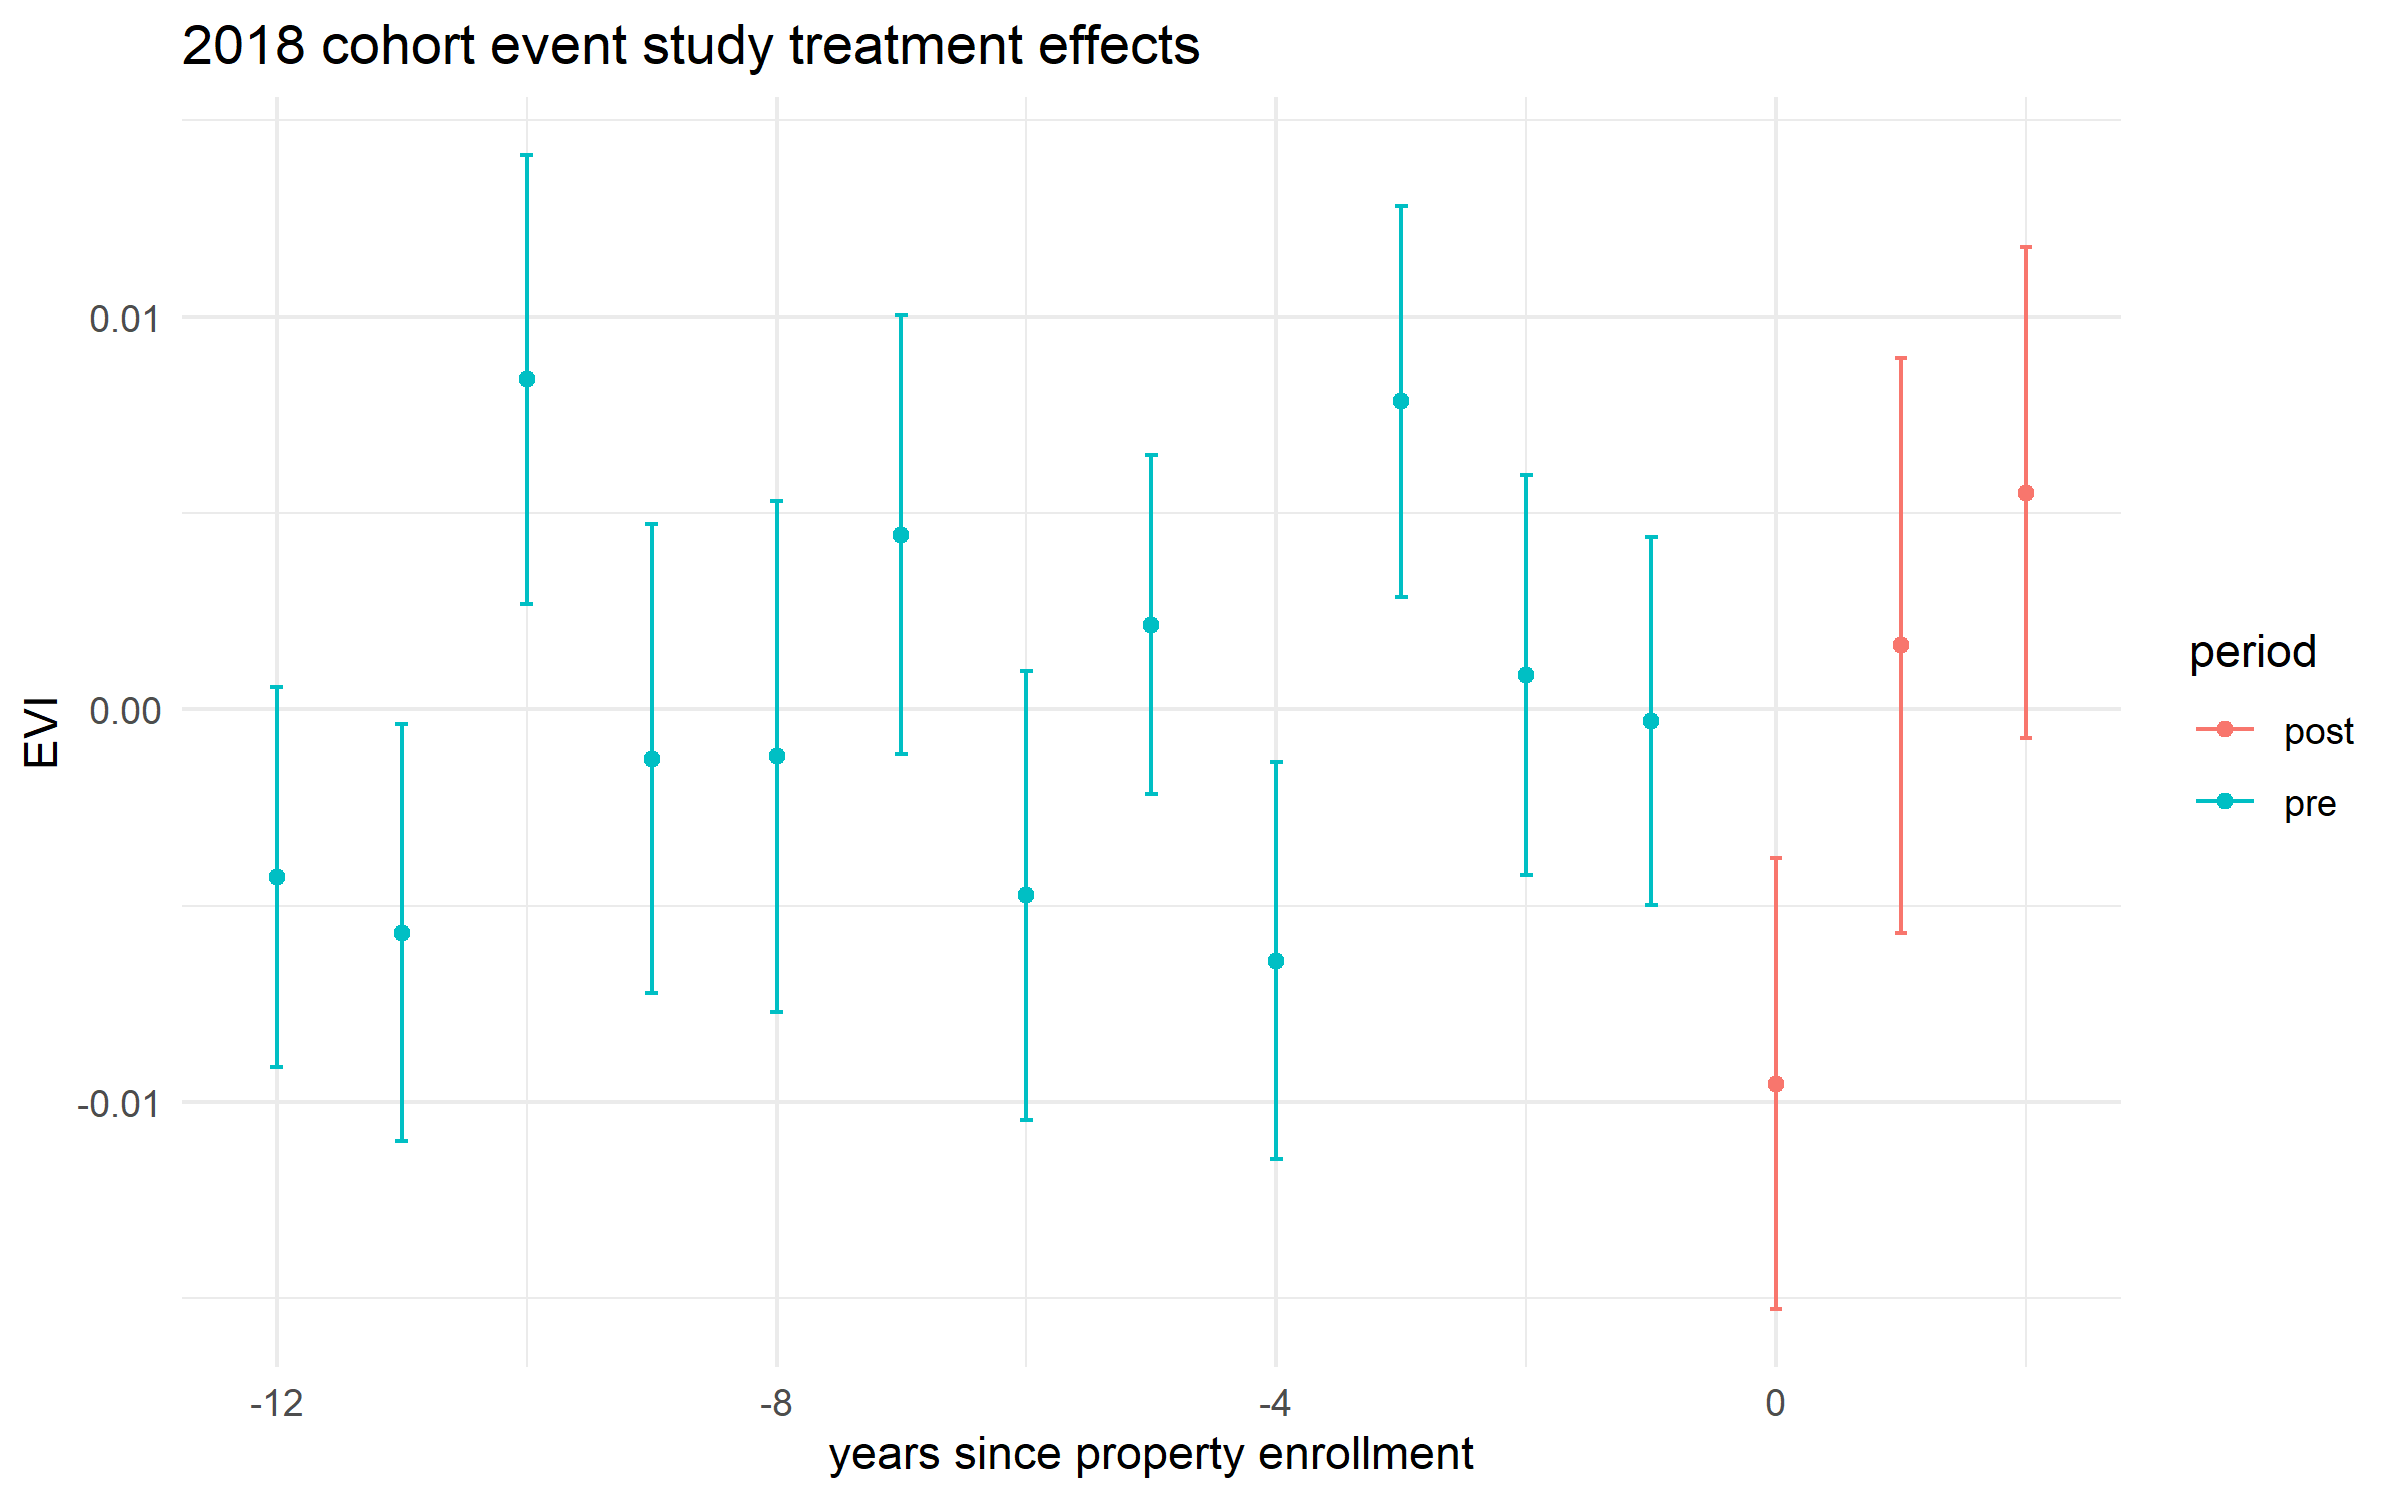 2018 cohort event study treatment effects
0.01
0.00
-0.01
EVI
-12
-8
-4
0
years since property enrollment
period
post
pre